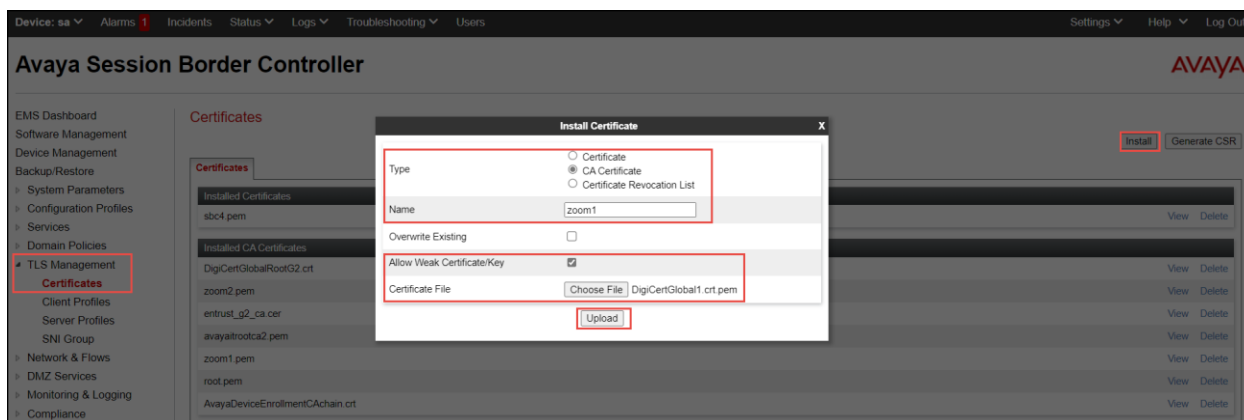 Device: sa Alarms 1 Incidents Status Logs Troubleshooting Users Settings Help Log Out
Avaya Session Border Controller
AVAYA
EMS Dashboard
Software Management
Device Management
Backup/Restore
System Parameters
Configuration Profiles
Services
Domain Policies
TLS Management
Certificates
Client Profiles
Server Profiles
SNI Group
Network & Flows
DMZ Services
Monitoring & Logging
Compliance
Certificates
Install Generate CSR
Certificates
Installed Certificates
sbc4.pem View Delete
Installed CA Certificates
DigiCertGlobalRootG2.crt View Delete
zoom2.pem View Delete
entrust_g2_ca.cer View Delete
avayaitrootca2.pem View Delete
zoom1.pem View Delete
root.pem View Delete
AvayaDeviceEnrollmentCAchain.crt View Delete
Install Certificate X
Type
Certificate
CA Certificate
Certificate Revocation List
Name zoom1
Overwrite Existing
Allow Weak Certificate/Key
Certificate File Choose File DigiCertGlobal1.crt.pem
Upload